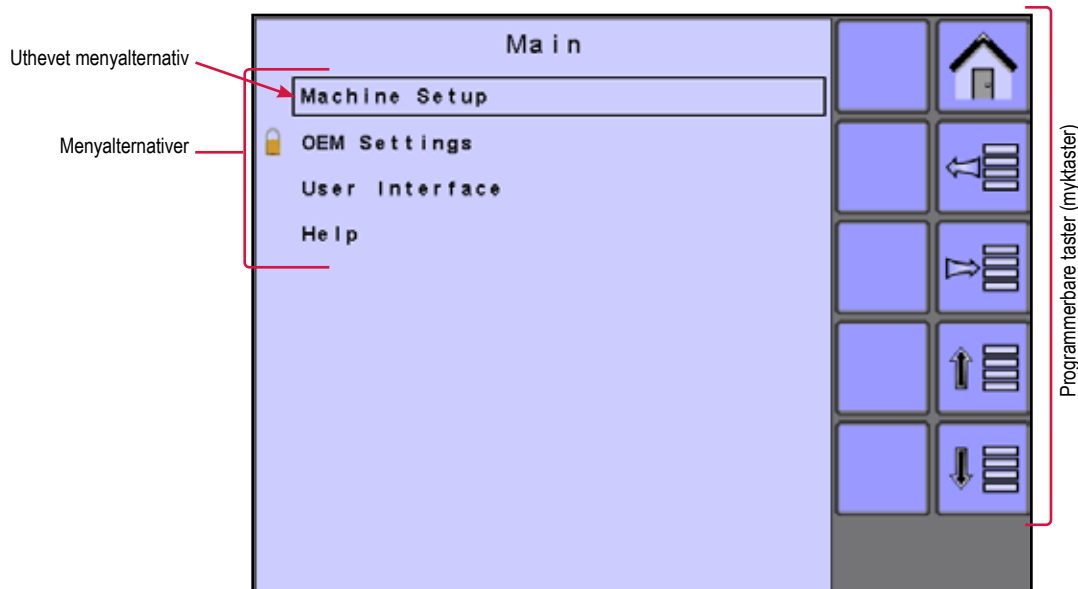 Main
Uthevet menyalternativ
Machine Setup
Menyalternativer
OEM Settings
User Interface
Help
Programmerbare taster (myktaster)